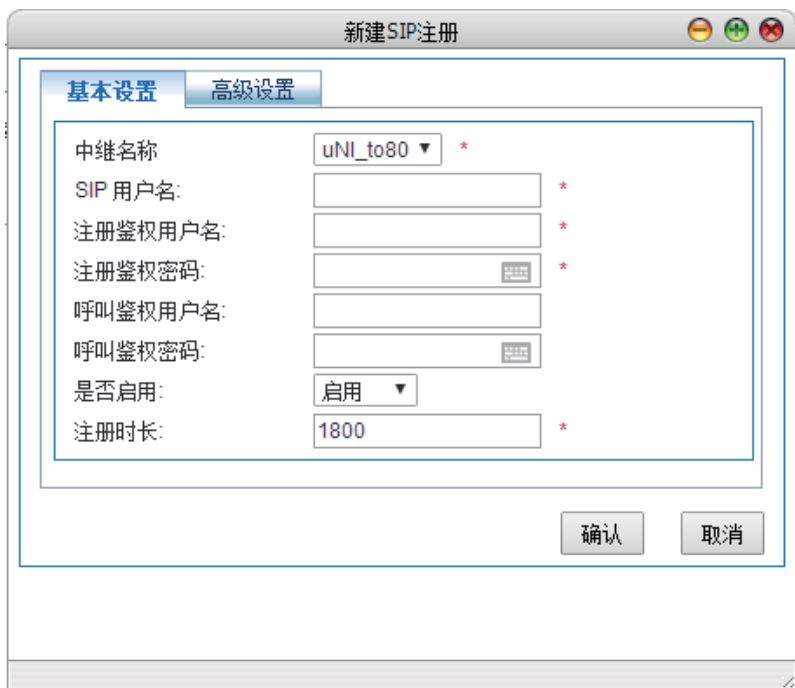 新建SIP注册
基本设置 高级设置
中继名称 uNI_to80 ▼ *
SIP 用户名: *
注册鉴权用户名: *
注册鉴权密码: *
呼叫鉴权用户名:
呼叫鉴权密码:
是否启用: 启用 ▼
注册时长: 1800 *
确认 取消